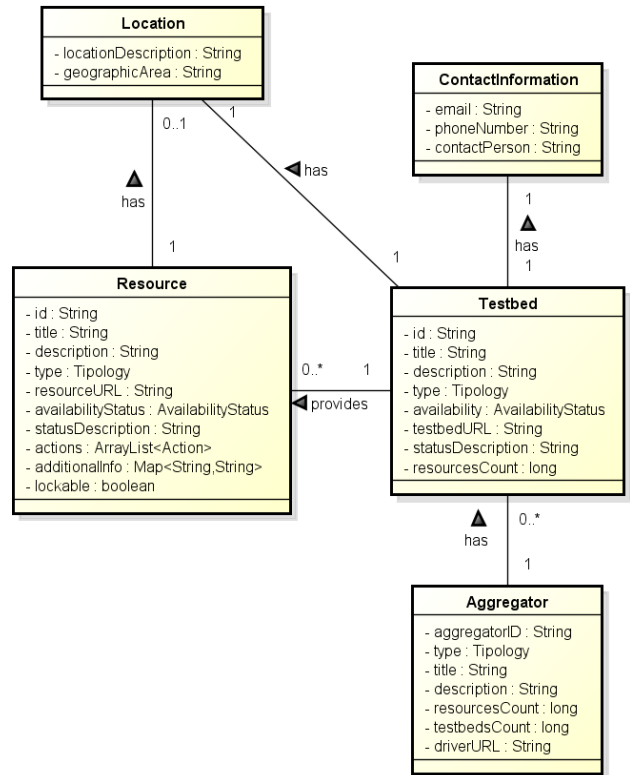 Location
- locationDescription : String
- geographicArea : String
ContactInformation
- email : String
- phoneNumber : String
- contactPerson : String
0..1
1
has
has
1
1
1
has
1
Resource
- id : String
- title : String
- description : String
- type : Tipology
- resourceURL : String
- availabilityStatus : AvailabilityStatus
- statusDescription : String
- actions : ArrayList<Action>
- additionalInfo : Map<String,String>
- lockable : boolean
0..*
1
provides
Testbed
- id : String
- title : String
- description : String
- type : Tipology
- availability : AvailabilityStatus
- testbedURL : String
- statusDescription : String
- resourcesCount : long
has
0..*
1
Aggregator
- aggregatorID : String
- type : Tipology
- title : String
- description : String
- resourcesCount : long
- testbedsCount : long
- driverURL : String